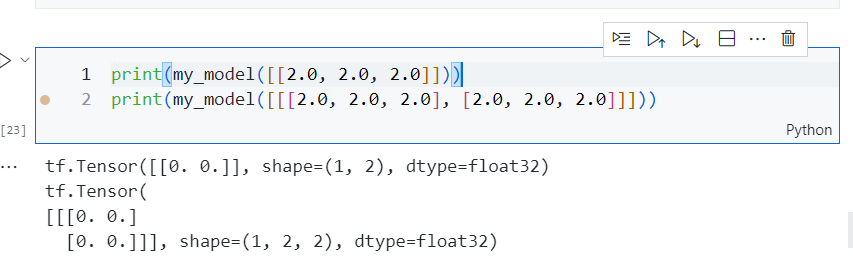 1 print(my_model([[2.0, 2.0, 2.0]]))
2 print(my_model([[[2.0, 2.0, 2.0], [2.0, 2.0, 2.0]]]))
[23]
Python
tf.Tensor([[0. 0.]], shape=(1, 2), dtype=float32)
tf.Tensor(
[[[0. 0.]
  [0. 0.]]], shape=(1, 2, 2), dtype=float32)